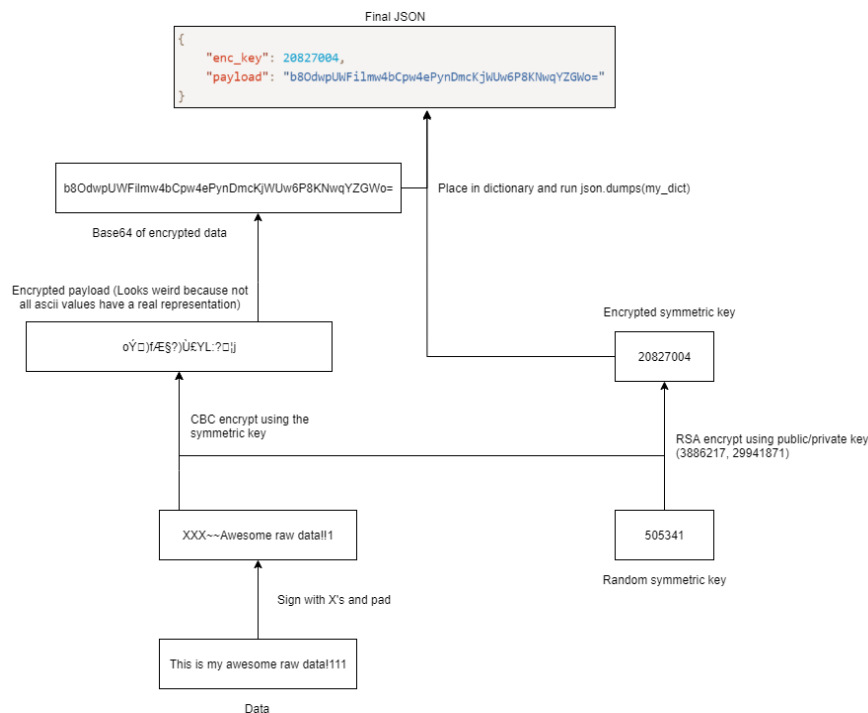 Final JSON
{
"enc_key": 20827004,
"payload": "b8OdwpUWFilmw4bCpw4ePynDmcKjWUw6P8KNwqYZGWo="
}
b8OdwpUWFilmw4bCpw4ePynDmcKjWUw6P8KNwqYZGWo=
Place in dictionary and run json.dumps(my_dict)
Base64 of encrypted data
Encrypted payload (Looks weird because not
all ascii values have a real representation)
Encrypted symmetric key
oÝ□)fÆ§?)Ù£YL:?□¦j
20827004
CBC encrypt using the
symmetric key
RSA encrypt using public/private key
(3886217, 29941871)
XXX~~Awesome raw data!!1
505341
Random symmetric key
Sign with X's and pad
This is my awesome raw data!111
Data